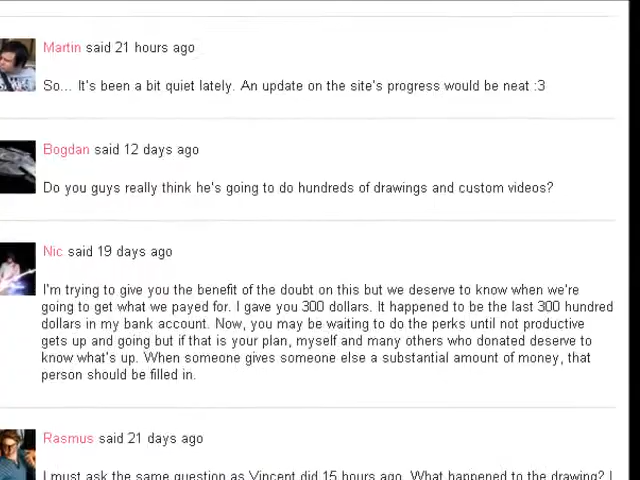 Martin said 21 hours ago
So... It's been a bit quiet lately. An update on the site's progress would be neat :3
Bogdan said 12 days ago
Do you guys really think he's going to do hundreds of drawings and custom videos?
Nic said 19 days ago
I'm trying to give you the benefit of the doubt on this but we deserve to know when we're
going to get what we payed for. I gave you 300 dollars. It happened to be the last 300 hundred
dollars in my bank account. Now, you may be waiting to do the perks until not productive
gets up and going but if that is your plan, myself and many others who donated deserve to
know what's up. When someone gives someone else a substantial amount of money, that
person should be filled in.
Rasmus said 21 days ago
I must ask the same question as Vincent did 15 hours ago. What happened to the drawing? I